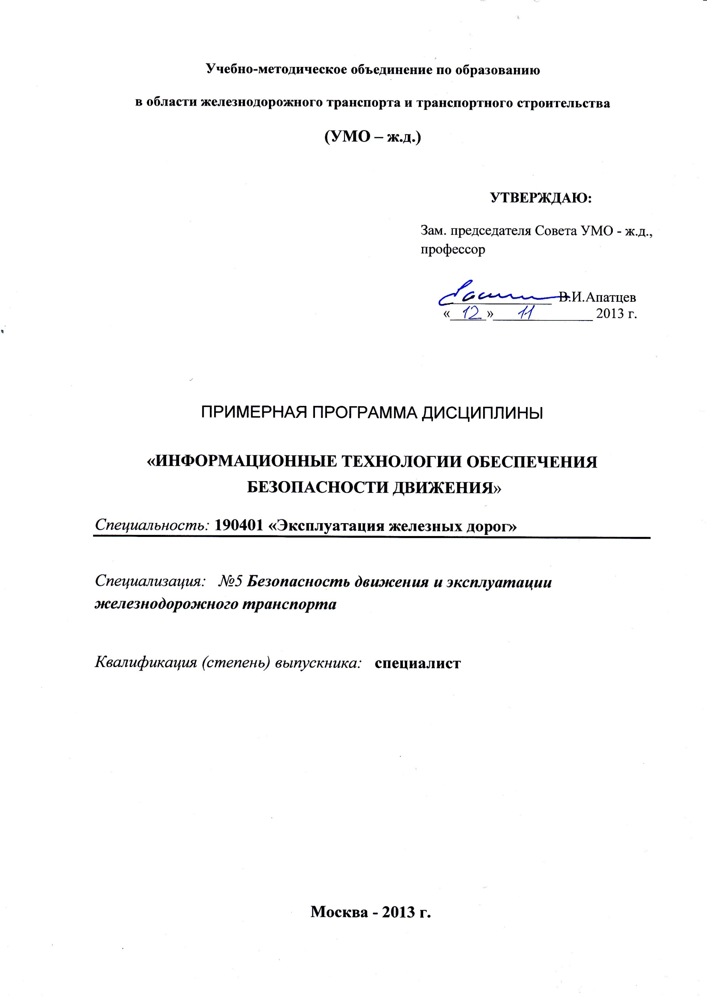 Учебно-методическое объединение по образованию
в области железнодорожного транспорта и транспортного строительства
(УМО – ж.д.)
УТВЕРЖДАЮ:
Зам. председателя Совета УМО - ж.д.,
профессор
В.И.Апатцев
«12» 11 2013 г.
ПРИМЕРНАЯ ПРОГРАММА ДИСЦИПЛИНЫ
«ИНФОРМАЦИОННЫЕ ТЕХНОЛОГИИ ОБЕСПЕЧЕНИЯ
БЕЗОПАСНОСТИ ДВИЖЕНИЯ»
Специальность: 190401 «Эксплуатация железных дорог»
Специализация: №5 Безопасность движения и эксплуатации
железнодорожного транспорта
Квалификация (степень) выпускника: специалист
Москва - 2013 г.